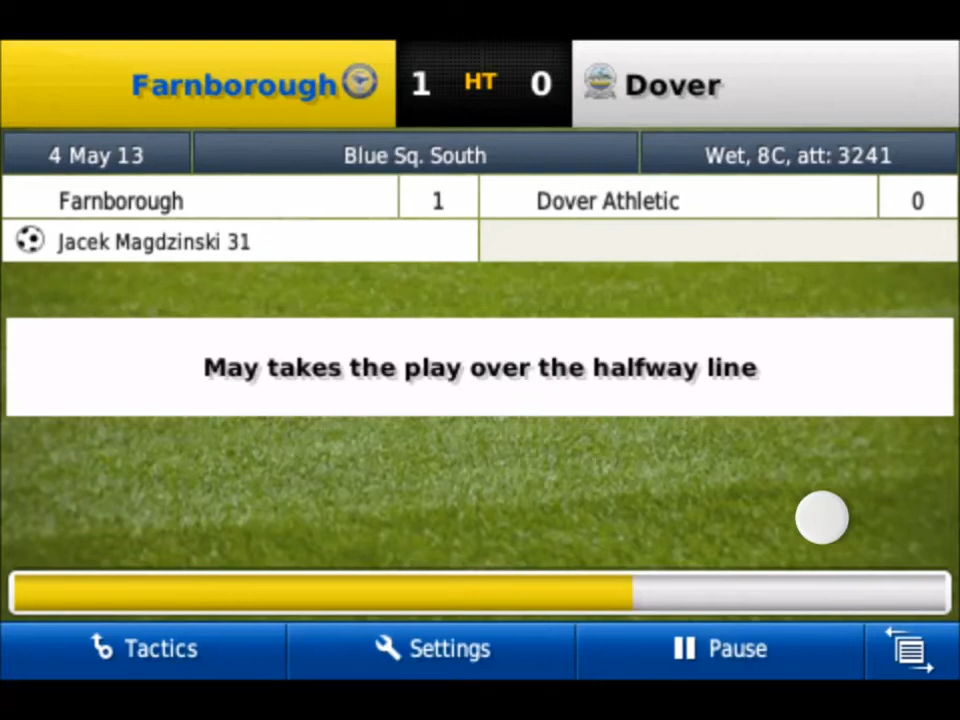 Farnborough 1 HT 0 Dover
4 May 13 Blue Sq. South Wet, 8C, att: 3241
Farnborough 1 Dover Athletic 0
Jacek Magdzinski 31
May takes the play over the halfway line
Tactics Settings Pause